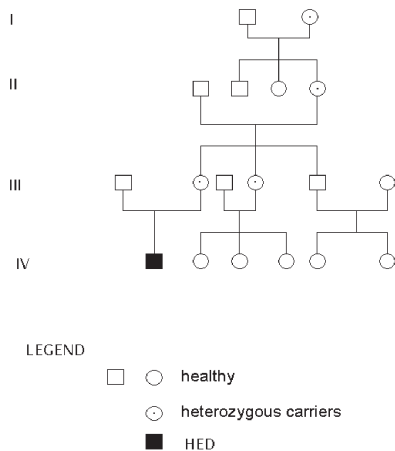 I
II
III
IV
LEGEND
healthy
heterozygous carriers
HED